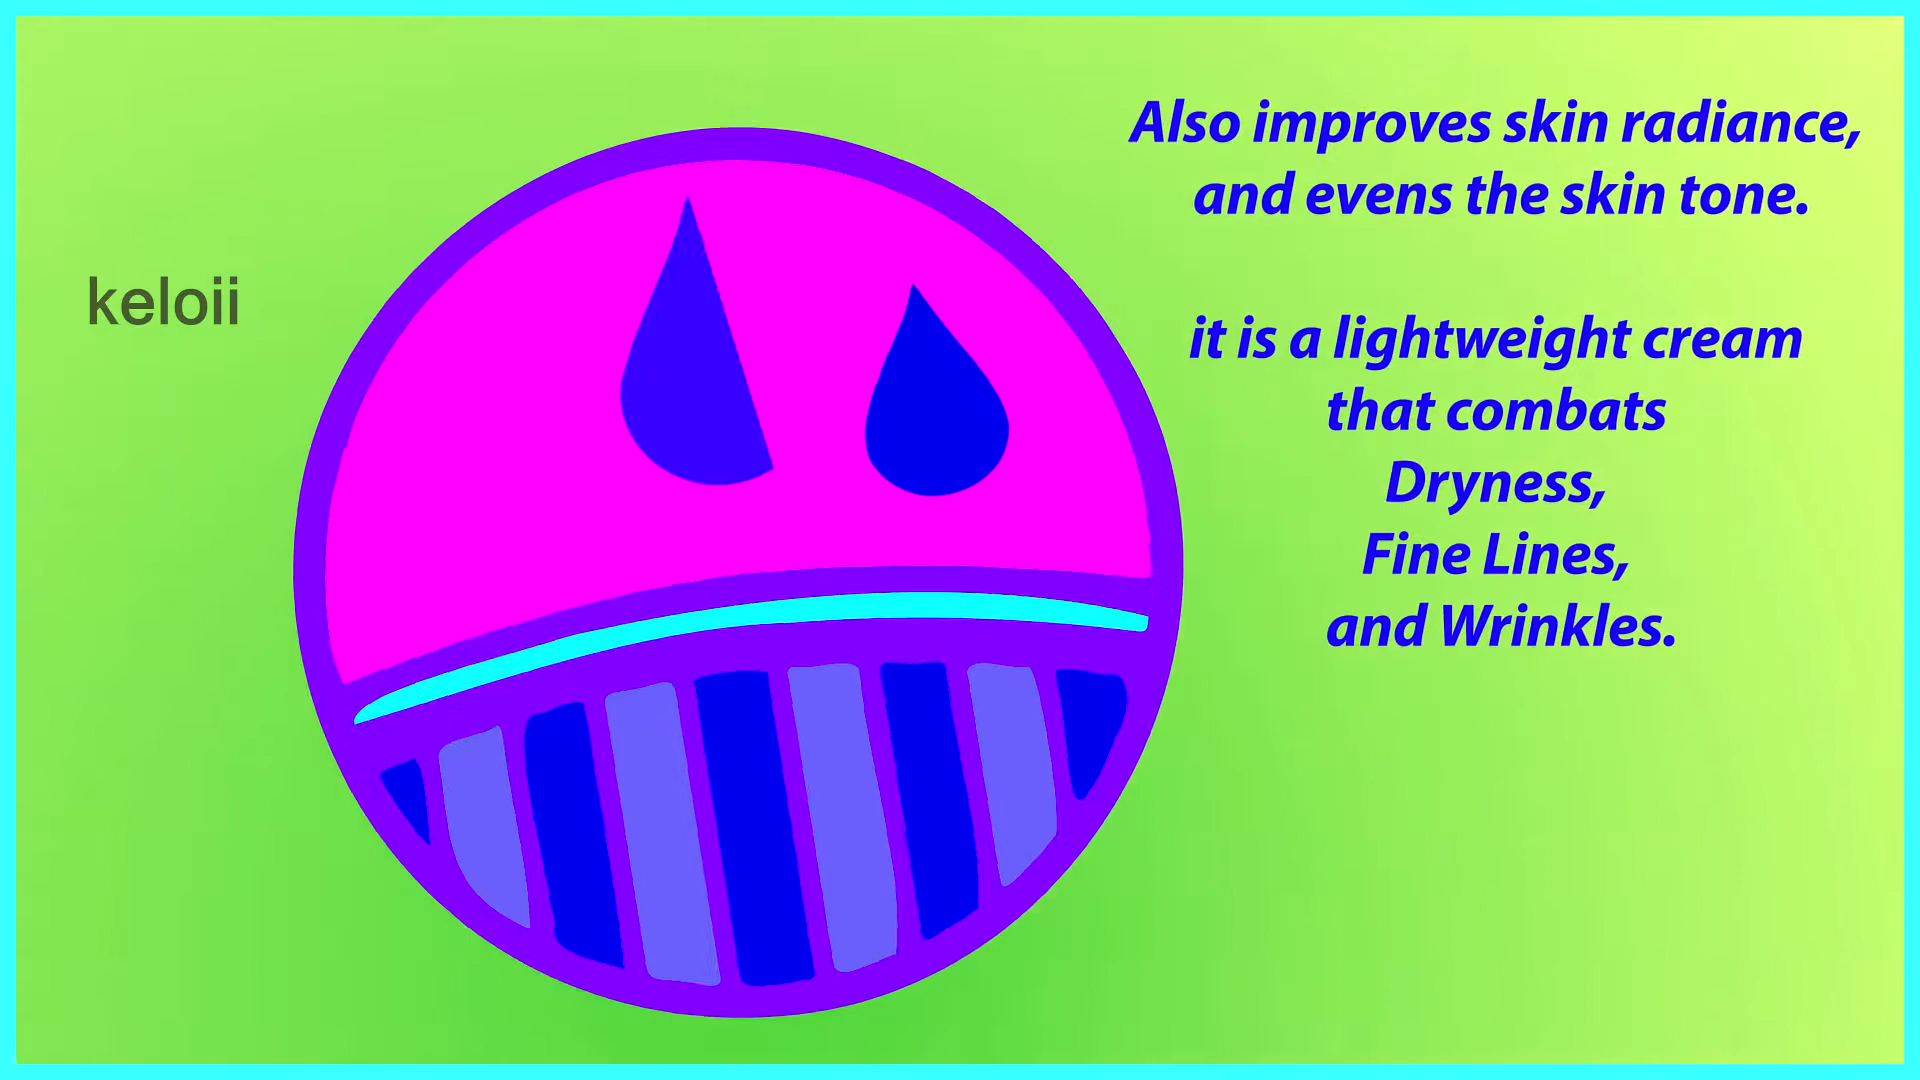 keloii
Also improves skin radiance,
and evens the skin tone.
it is a lightweight cream
that combats
Dryness,
Fine Lines,
and Wrinkles.